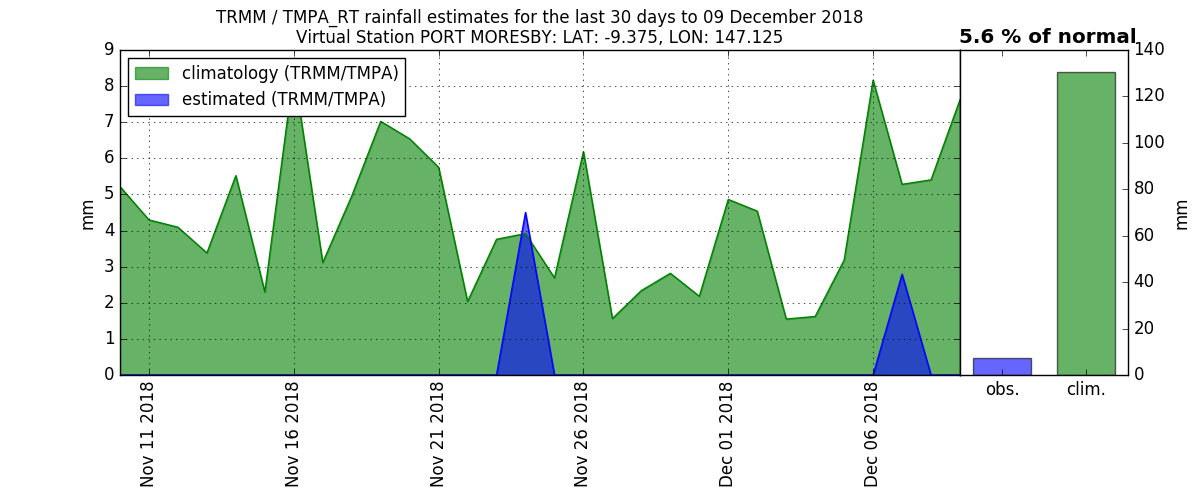 TRMM / TMPA_RT rainfall estimates for the last 30 days to 09 December 2018
Virtual Station PORT MORESBY: LAT: -9.375, LON: 147.125
5.6 % of normal
climatology (TRMM/TMPA)
estimated (TRMM/TMPA)
9
8
7
6
5
4
3
2
1
0
mm
Nov 11 2018
Nov 16 2018
Nov 21 2018
Nov 26 2018
Dec 01 2018
Dec 06 2018
obs.
clim.
140
120
100
80
60
40
20
0
mm